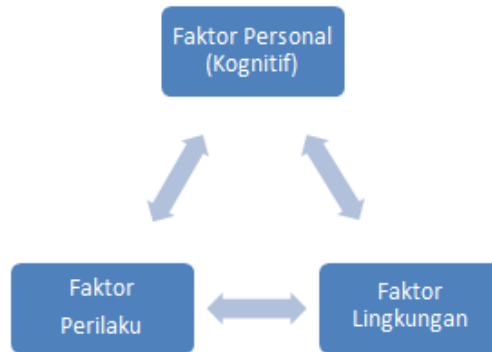 Faktor Personal
(Kognitif)
Faktor
Perilaku
Faktor
Lingkungan